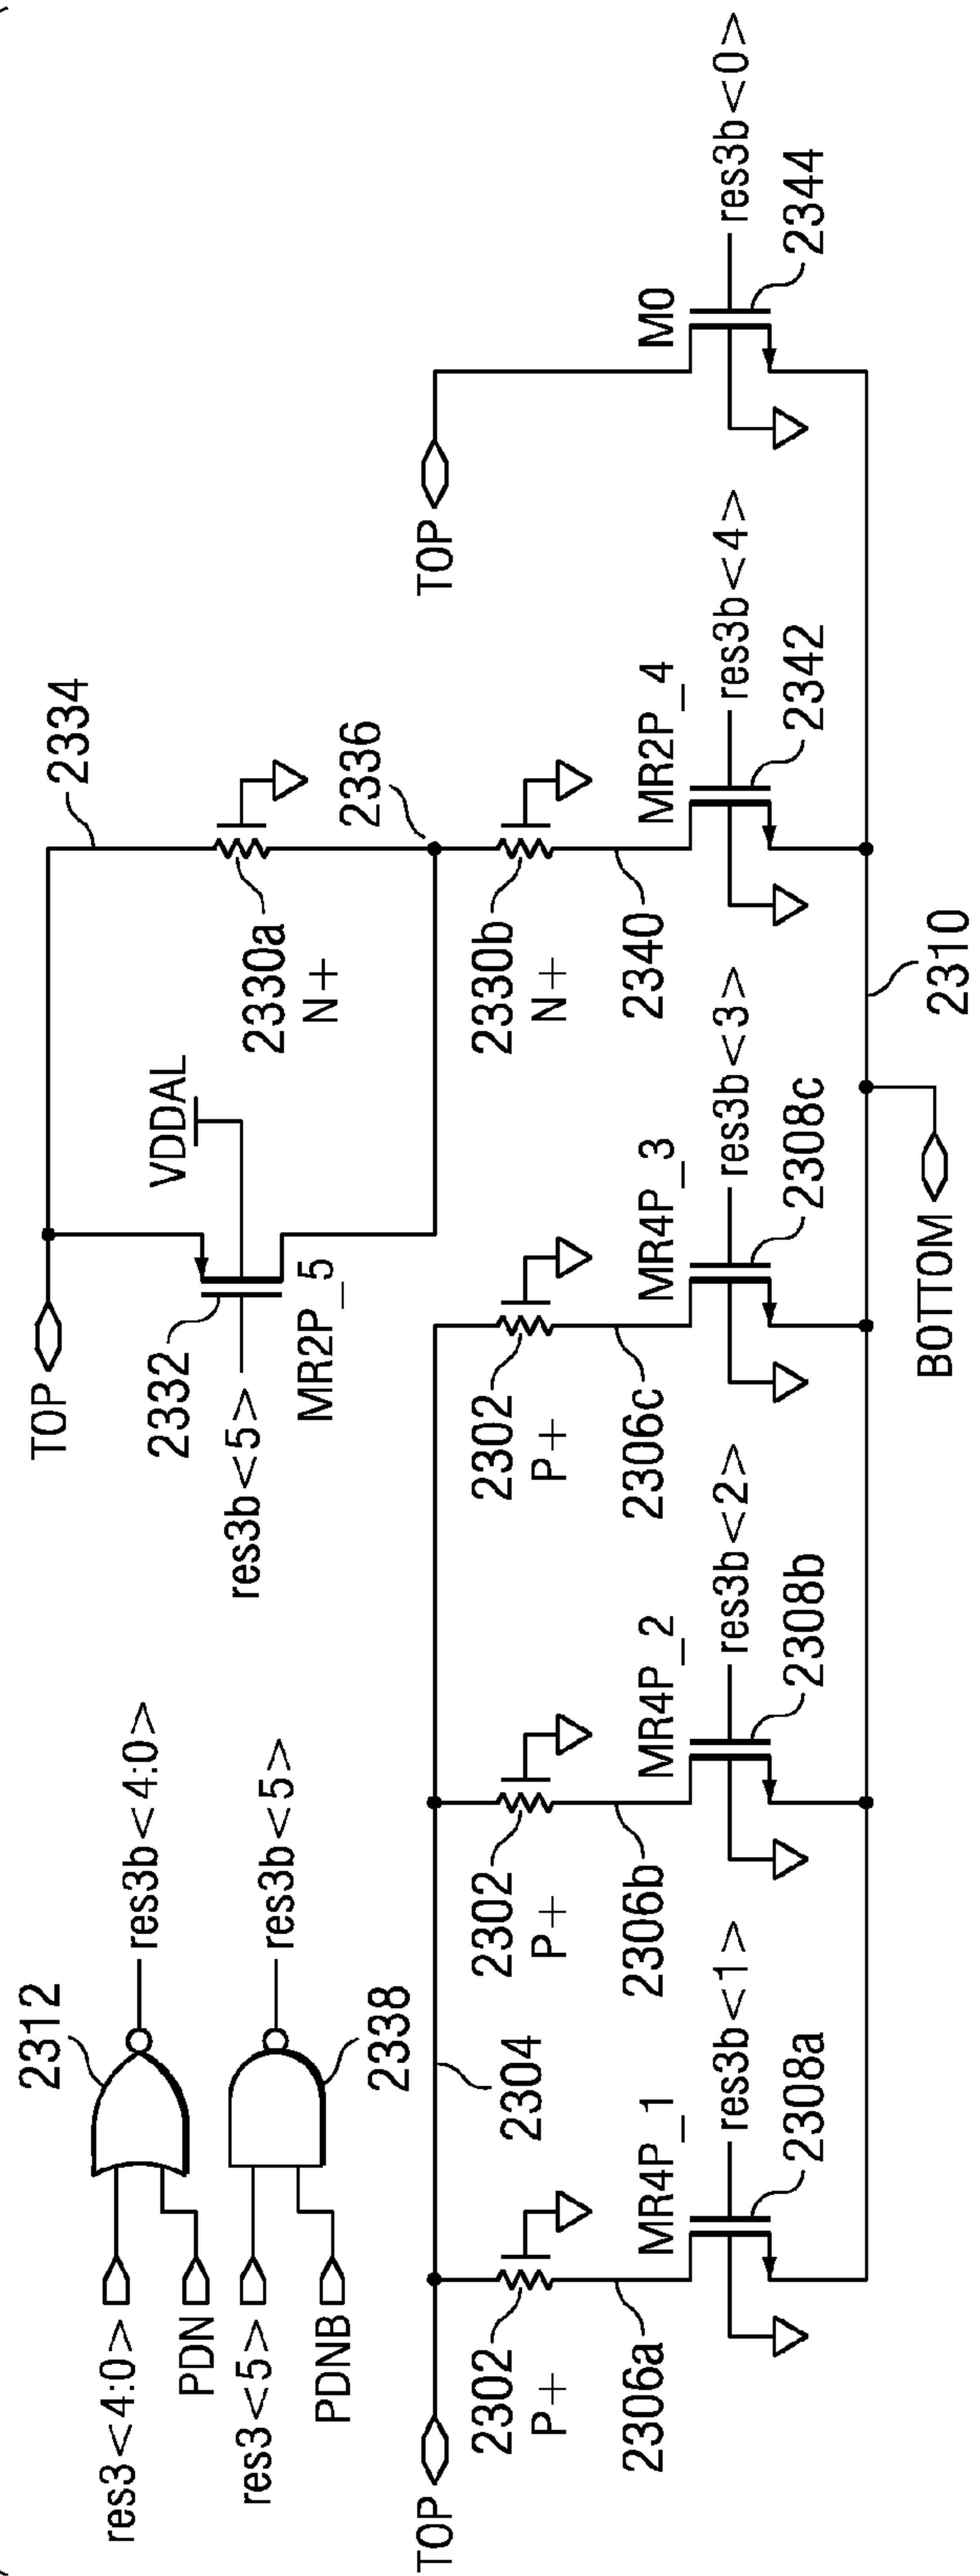 2312
res3<4:0>
PDN
res3b<4:0>
res3<5>
PDNB
res3b<5>
2338
TOP
2334
2332
VDDAL
res3b<5>
MR2P_5
2330a
N+
2336
TOP
2304
2302
P+
2302
P+
2302
P+
2330b
N+
TOP
2306a
MR4P_1
2306b
MR4P_2
2306c
MR4P_3
2340
MR2P_4
M0
res3b<1>
res3b<2>
res3b<3>
res3b<4>
res3b<0>
2308a
2308b
2308c
2342
2344
BOTTOM
2310